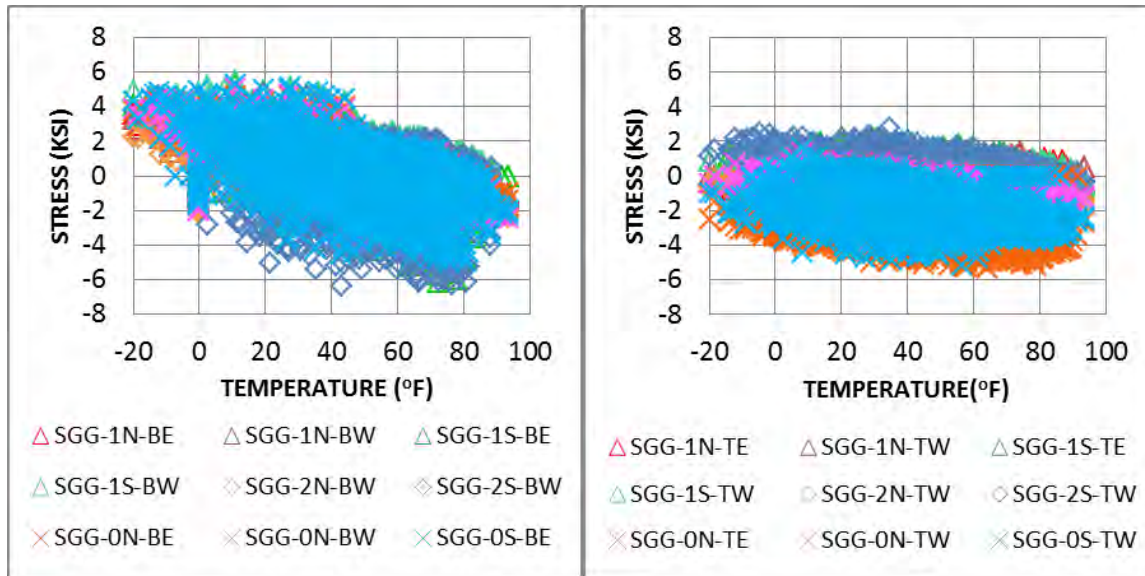 8
6
4
2
0
-2
-4
-6
-8
STRESS (KSI)
-20 0 20 40 60 80 100
TEMPERATURE (°F)
SGG-1N-BE SGG-1N-BW SGG-1S-BE
SGG-1S-BW SGG-2N-BW SGG-2S-BW
SGG-0N-BE SGG-0N-BW SGG-0S-BE
8
6
4
2
0
-2
-4
-6
-8
STRESS (KSI)
-20 0 20 40 60 80 100
TEMPERATURE(°F)
SGG-1N-TE SGG-1N-TW SGG-1S-TE
SGG-1S-TW SGG-2N-TW SGG-2S-TW
SGG-0N-TE SGG-0N-TW SGG-0S-TW